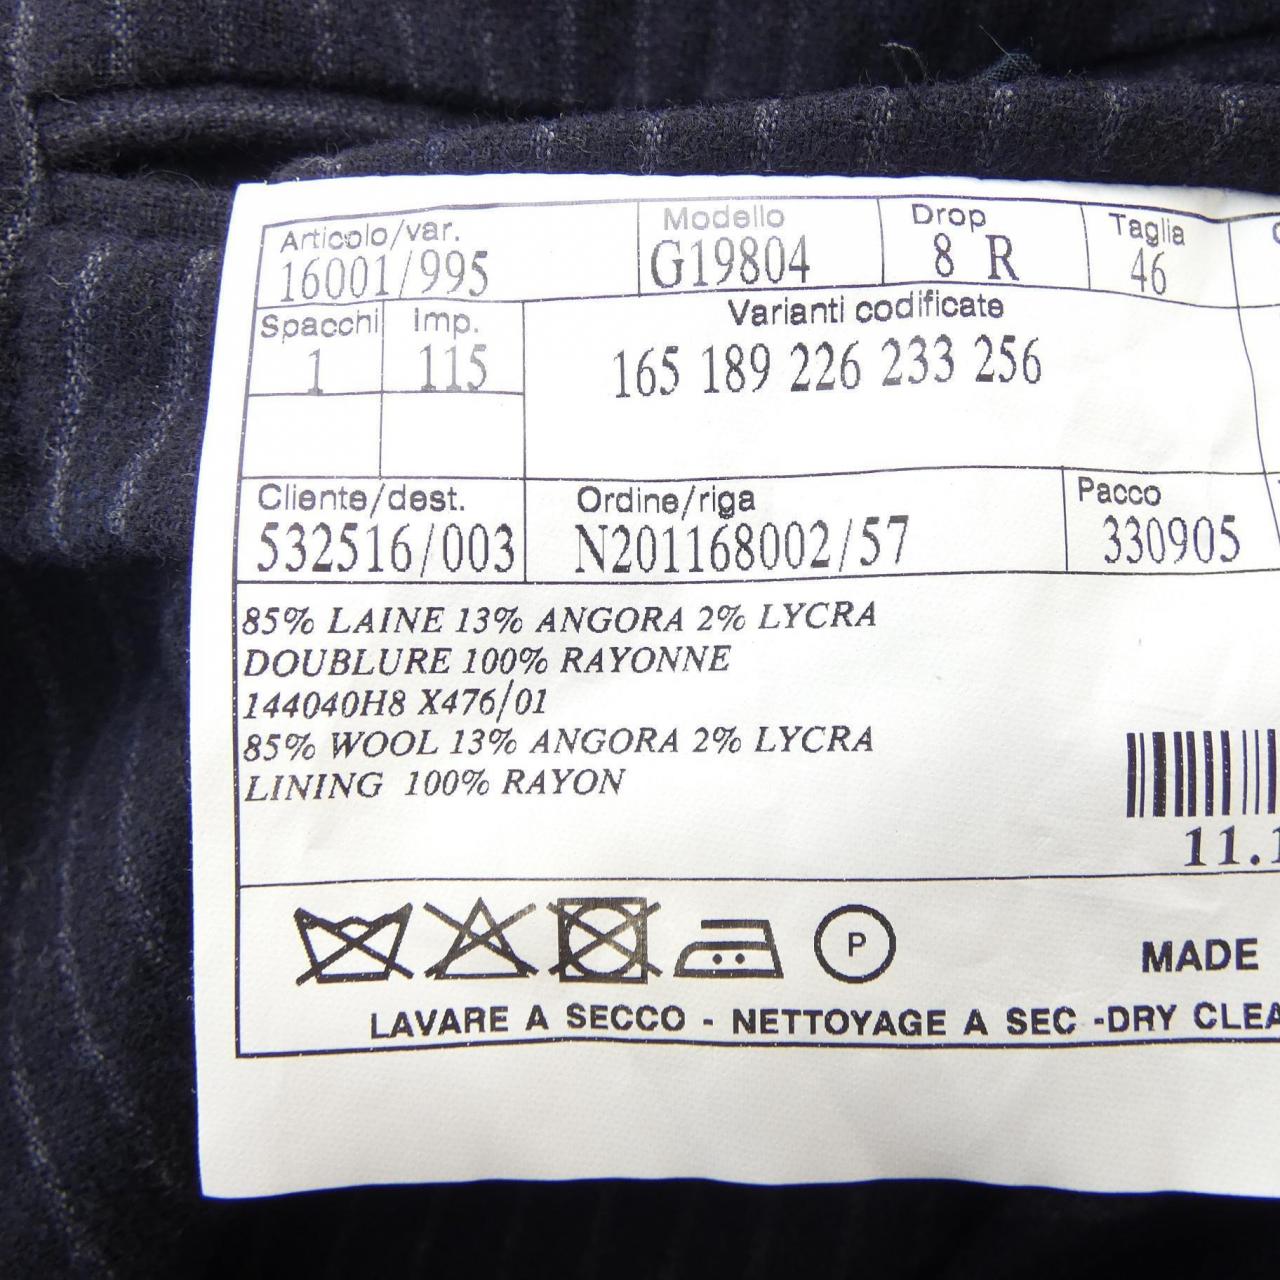 Articolo/var. Modello Drop Taglia
16001/995 G19804 8 R 46
Spacchi Imp. Varianti codificate
1 115 165 189 226 233 256
Cliente/dest. Ordine/riga Pacco
532516/003 N201168002/57 330905
85% LAINE 13% ANGORA 2% LYCRA
DOUBLURE 100% RAYONNE
144040H8 X476/01
85% WOOL 13% ANGORA 2% LYCRA
LINING 100% RAYON
11.1
P
MADE
LAVARE A SECCO - NETTOYAGE A SEC -DRY CLEA